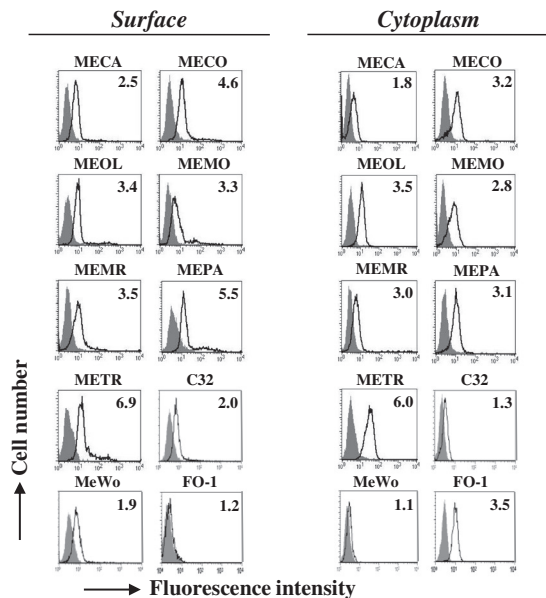 Surface Cytoplasm
MECA MECO MECA MECO
2.5 4.6 1.8 3.2
MEOL MEMO MEOL MEMO
3.4 3.3 3.5 2.8
MEMR MEPA MEMR MEPA
3.5 5.5 3.0 3.1
METR C32 METR C32
6.9 2.0 6.0 1.3
MeWo FO-1 MeWo FO-1
1.9 1.2 1.1 3.5
Cell number
Fluorescence intensity